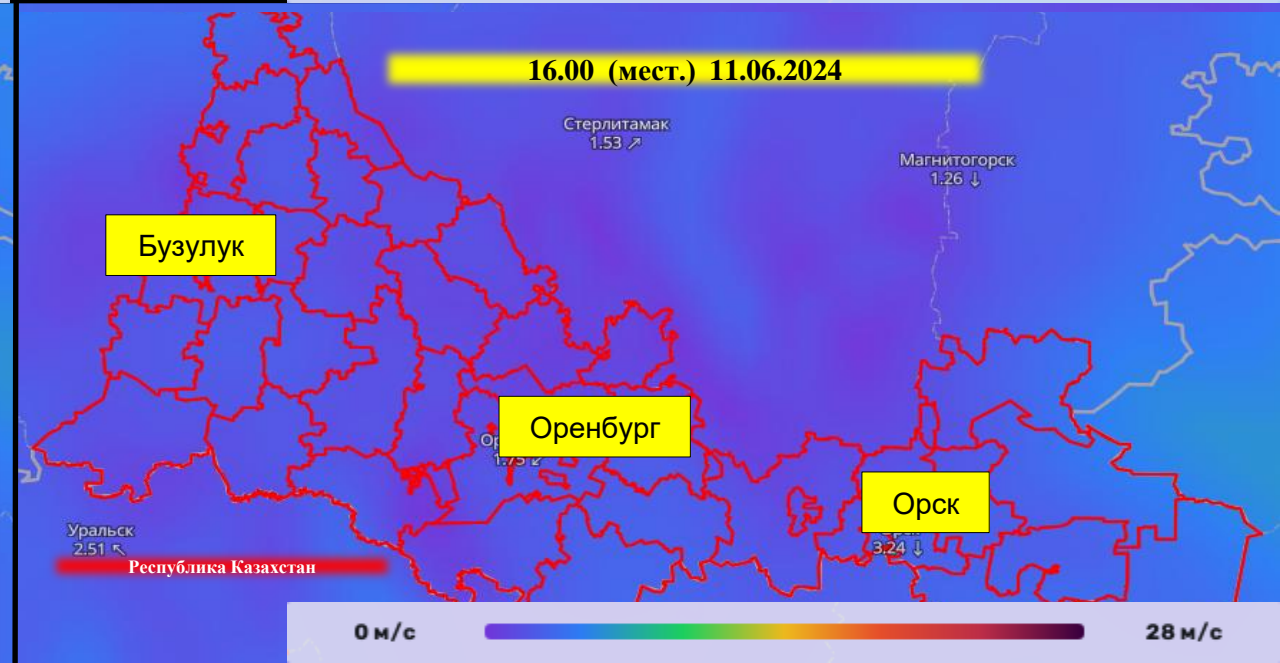 16.00 (мест.) 11.06.2024
Стерлитамак
1.53 ↗
Магнитогорск
1.26 ↓
Бузулук
Оренбург
1.75 ↙
Орск
3.24 ↓
Уральск
2.51 ↖
Республика Казахстан
0 м/с
28 м/с